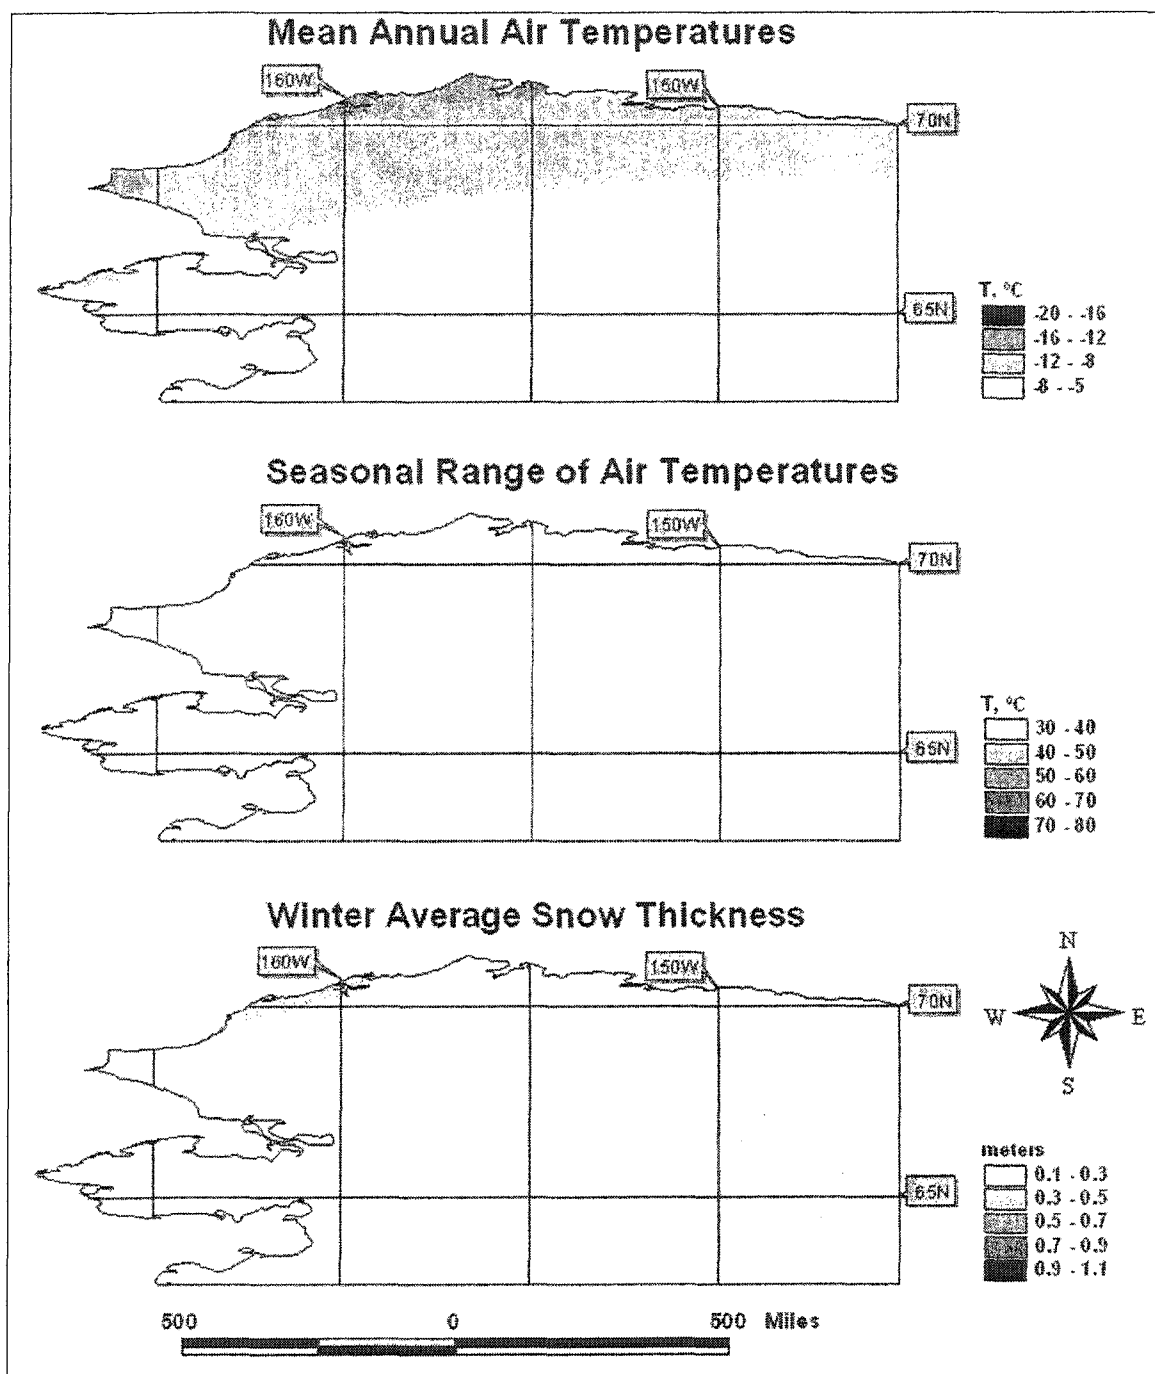 Mean Annual Air Temperatures
160W
150W
70N
65N
T, °C
-20 - -16
-16 - -12
-12 - -8
-8 - -5
Seasonal Range of Air Temperatures
160W
150W
70N
65N
T, °C
30 - 40
40 - 50
50 - 60
60 - 70
70 - 80
Winter Average Snow Thickness
160W
150W
70N
65N
N
W E
S
meters
0.1 - 0.3
0.3 - 0.5
0.5 - 0.7
0.7 - 0.9
0.9 - 1.1
500 0 500 Miles